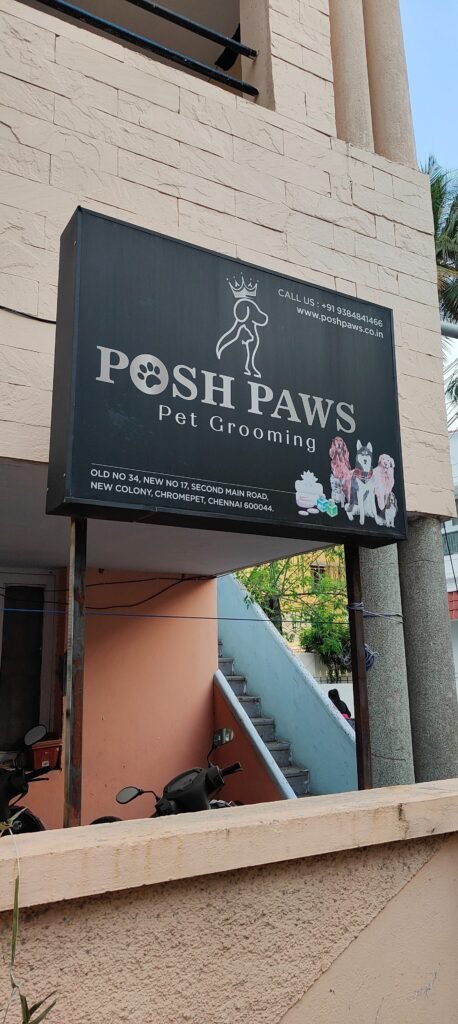 CALL US : +91 9384841466
www.poshpaws.co.in
POSH PAWS
Pet Grooming
OLD NO 34, NEW NO 17, SECOND MAIN ROAD,
NEW COLONY, CHROMEPET, CHENNAI 600044.